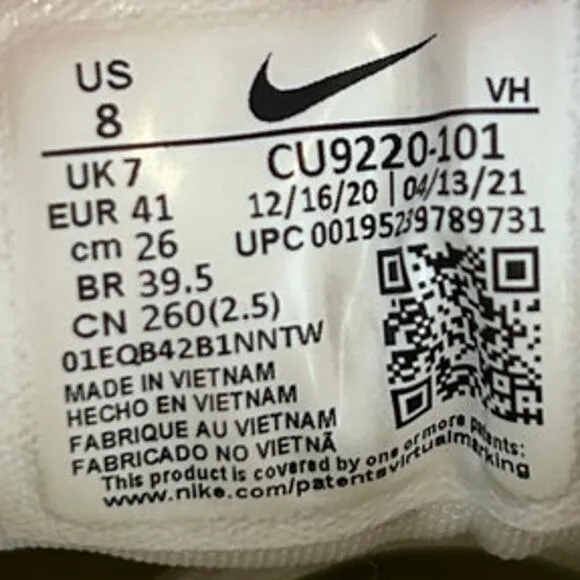 US
8
VH
UK 7
CU9220-101
EUR 41
12/16/20 | 04/13/21
cm 26
UPC 00195239789731
BR 39.5
CN 260(2.5)
01EQB42B1NNTW
MADE IN VIETNAM
HECHO EN VIETNAM
FABRIQUE AU VIETNAM
FABRICADO NO VIETNÃ
This product is covered by one or more patents:
www.nike.com/patentsvirtualmarking